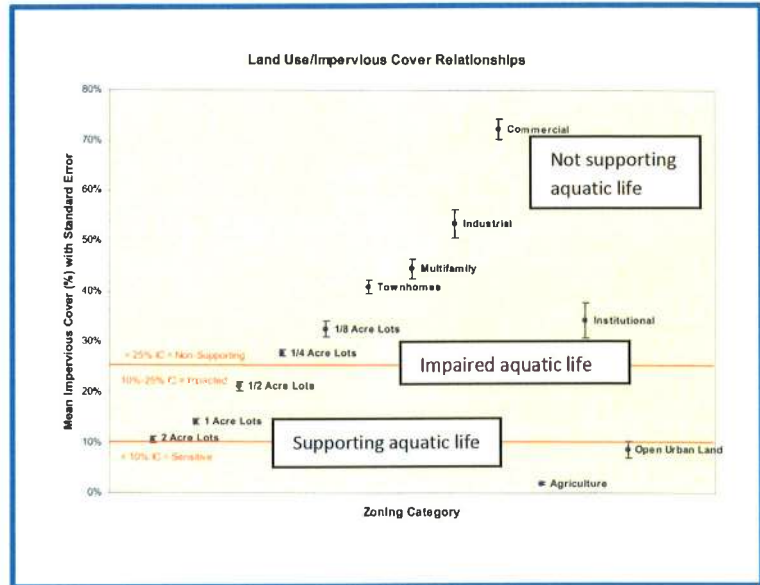 Land Use/Impervious Cover Relationships
Mean Impervious Cover (%) with Standard Error
80%
70%
60%
50%
40%
30%
20%
10%
0%
Commercial
Not supporting
aquatic life
Industrial
Multifamily
Townhomes
1/8 Acre Lots
Institutional
> 25% IC = Non-Supporting
1/4 Acre Lots
Impaired aquatic life
10%-25% IC = Impacted
1/2 Acre Lots
1 Acre Lots
2 Acre Lots
Supporting aquatic life
< 10% IC = Sensitive
Open Urban Land
Agriculture
Zoning Category